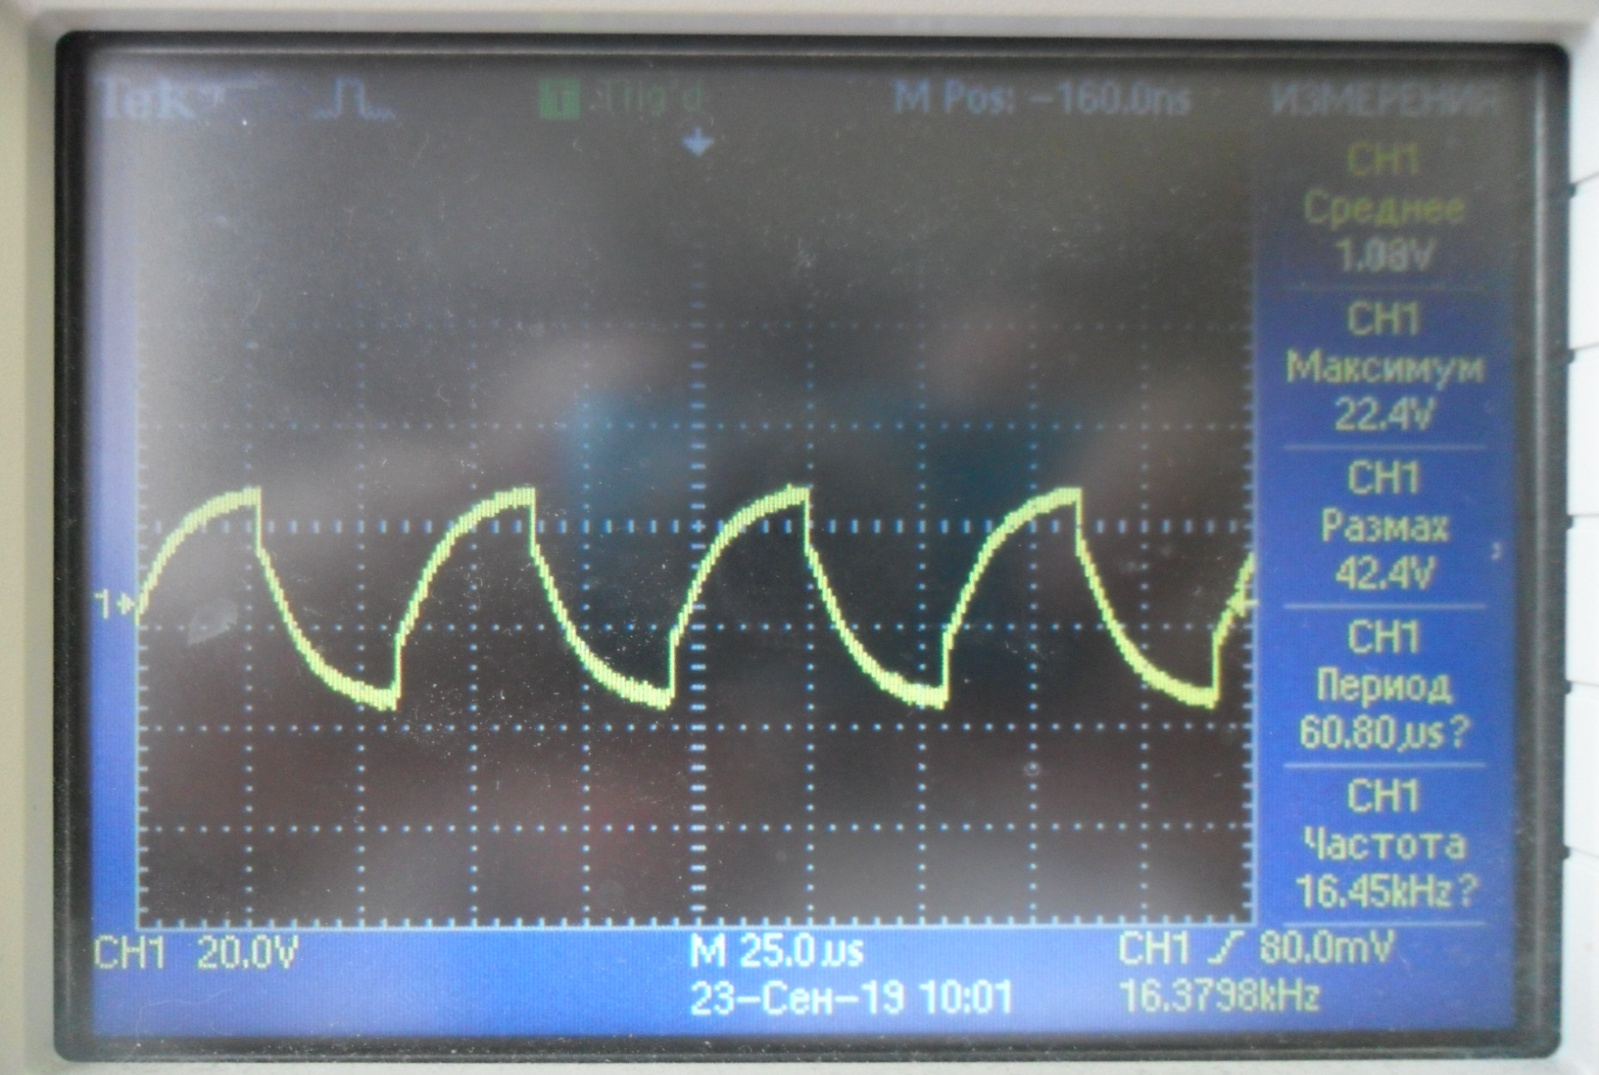 Tek T Trig'd M Pos: -160.0ns ИЗМЕРЕНИЯ
CH1
Среднее
1.08V
CH1
Максимум
22.4V
CH1
Размах
42.4V
CH1
Период
60.80µs?
CH1
Частота
16.45kHz?
1
CH1 20.0V M 25.0µs CH1 80.0mV
23-Сен-19 10:01 16.3798kHz